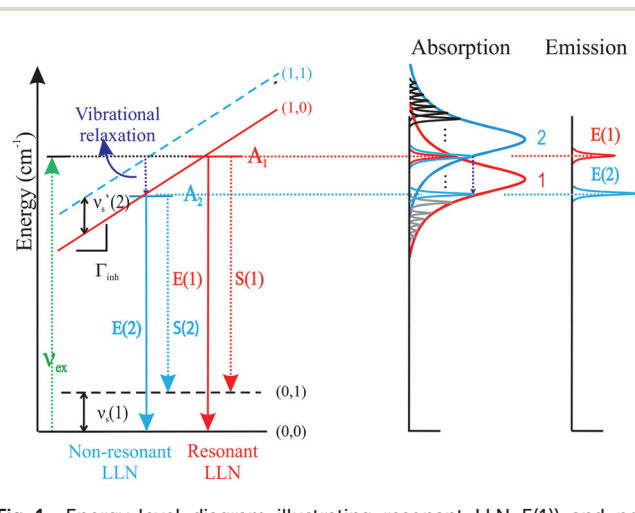 Absorption
Emission
(1,1)
(1,0)
Vibrational
relaxation
Energy (cm⁻¹)
A₁
A₂
νₛ`(2)
Γᵢₙₕ
E(1)
S(1)
E(2)
S(2)
νₑₓ
(0,1)
νₛ(1)
(0,0)
Non-resonant
LLN
Resonant
LLN
2
1
E(1)
E(2)